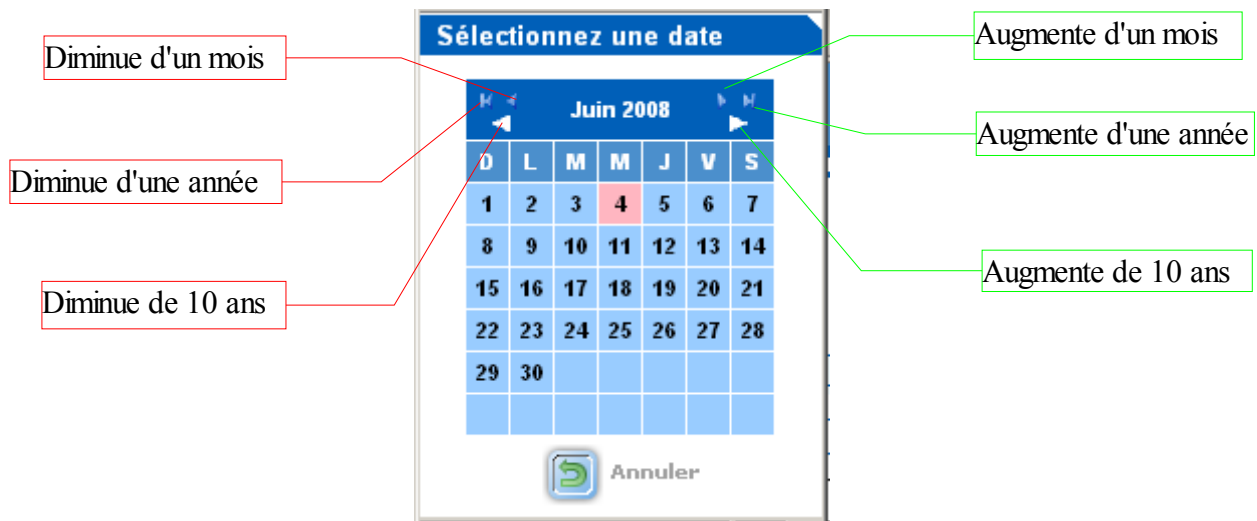 Sélectionnez une date
Diminue d'un mois
Augmente d'un mois
Juin 2008
Diminue d'une année
Augmente d'une année
Diminue de 10 ans
Augmente de 10 ans
D L M M J V S
1 2 3 4 5 6 7
8 9 10 11 12 13 14
15 16 17 18 19 20 21
22 23 24 25 26 27 28
29 30
Annuler